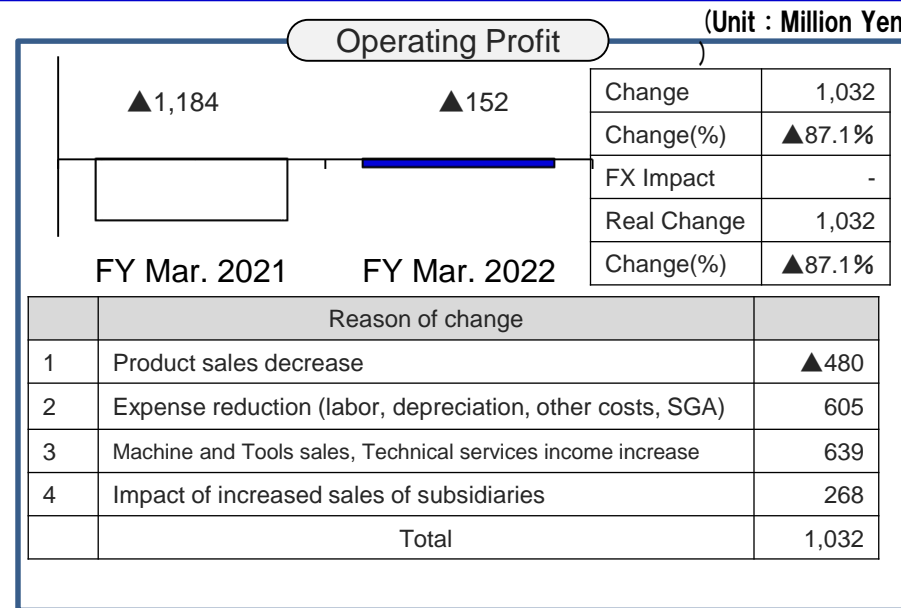 (Unit：Million Yen
)
Operating Profit
▲1,184
▲152
FY Mar. 2021
FY Mar. 2022
Change 1,032
Change(%) ▲87.1%
FX Impact -
Real Change 1,032
Change(%) ▲87.1%
Reason of change
1 Product sales decrease ▲480
2 Expense reduction (labor, depreciation, other costs, SGA) 605
3 Machine and Tools sales, Technical services income increase 639
4 Impact of increased sales of subsidiaries 268
Total 1,032